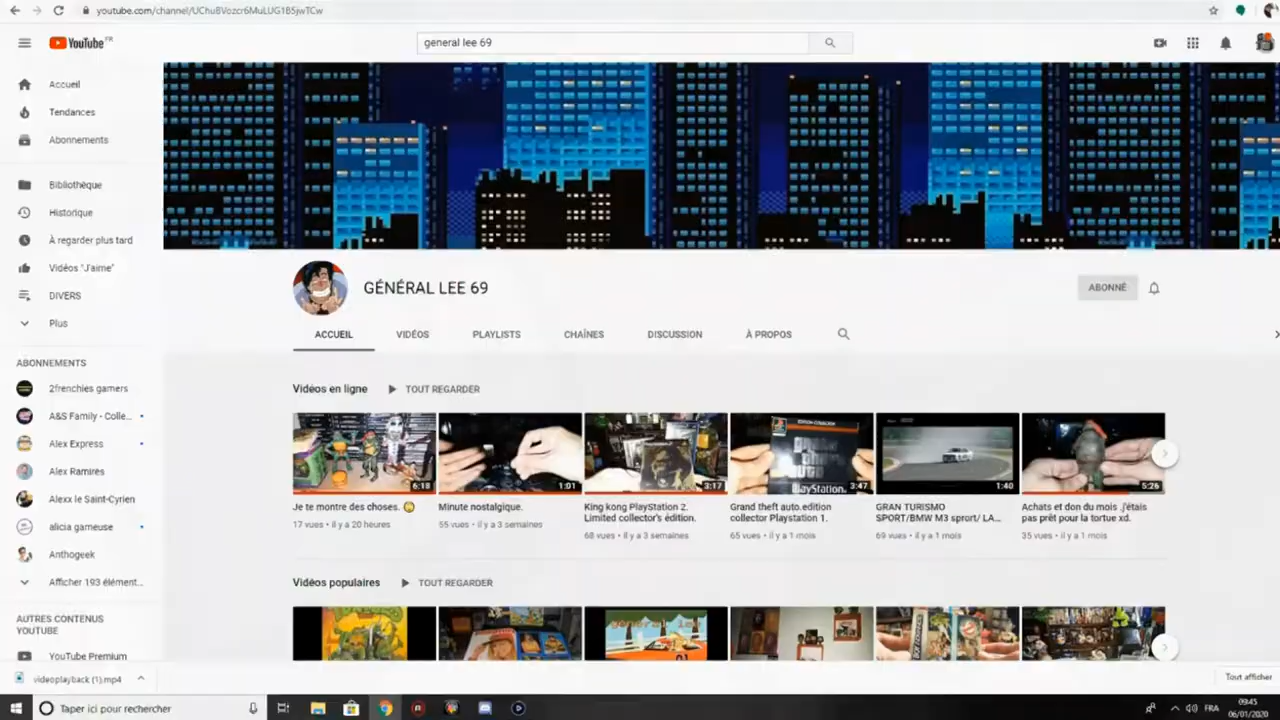 youtube.com/channel/UChu8Vozcr6MuLUG1B5jwTCw
YouTube FR
general lee 69
Accueil
Tendances
Abonnements
Bibliothèque
Historique
À regarder plus tard
Vidéos "J'aime"
DIVERS
Plus
ABONNEMENTS
2frenchies gamers
A&S Family - Colle...
Alex Express
Alex Ramires
Alexx le Saint-Cyrien
alicia gameuse
Anthogeek
Afficher 193 élément...
AUTRES CONTENUS
YOUTUBE
YouTube Premium
GÉNÉRAL LEE 69
ABONNÉ
ACCUEIL VIDÉOS PLAYLISTS CHAÎNES DISCUSSION À PROPOS
Vidéos en ligne TOUT REGARDER
6:18
1:01
3:17
PlayStation.
3:47
1:40
5:26
Je te montre des choses.
17 vues • il y a 20 heures
Minute nostalgique.
55 vues • il y a 3 semaines
King kong PlayStation 2.
Limited collector's édition.
68 vues • il y a 3 semaines
Grand theft auto.edition
collector Playstation 1.
65 vues • il y a 1 mois
GRAN TURISMO
SPORT/BMW M3 sprort/ LA...
69 vues • il y a 1 mois
Achats et don du mois .j'étais
pas prêt pour la tortue xd.
35 vues • il y a 1 mois
Vidéos populaires TOUT REGARDER
general lee
videoplayback (1).mp4
Tout afficher
Taper ici pour rechercher
FRA
09:45
06/01/2020